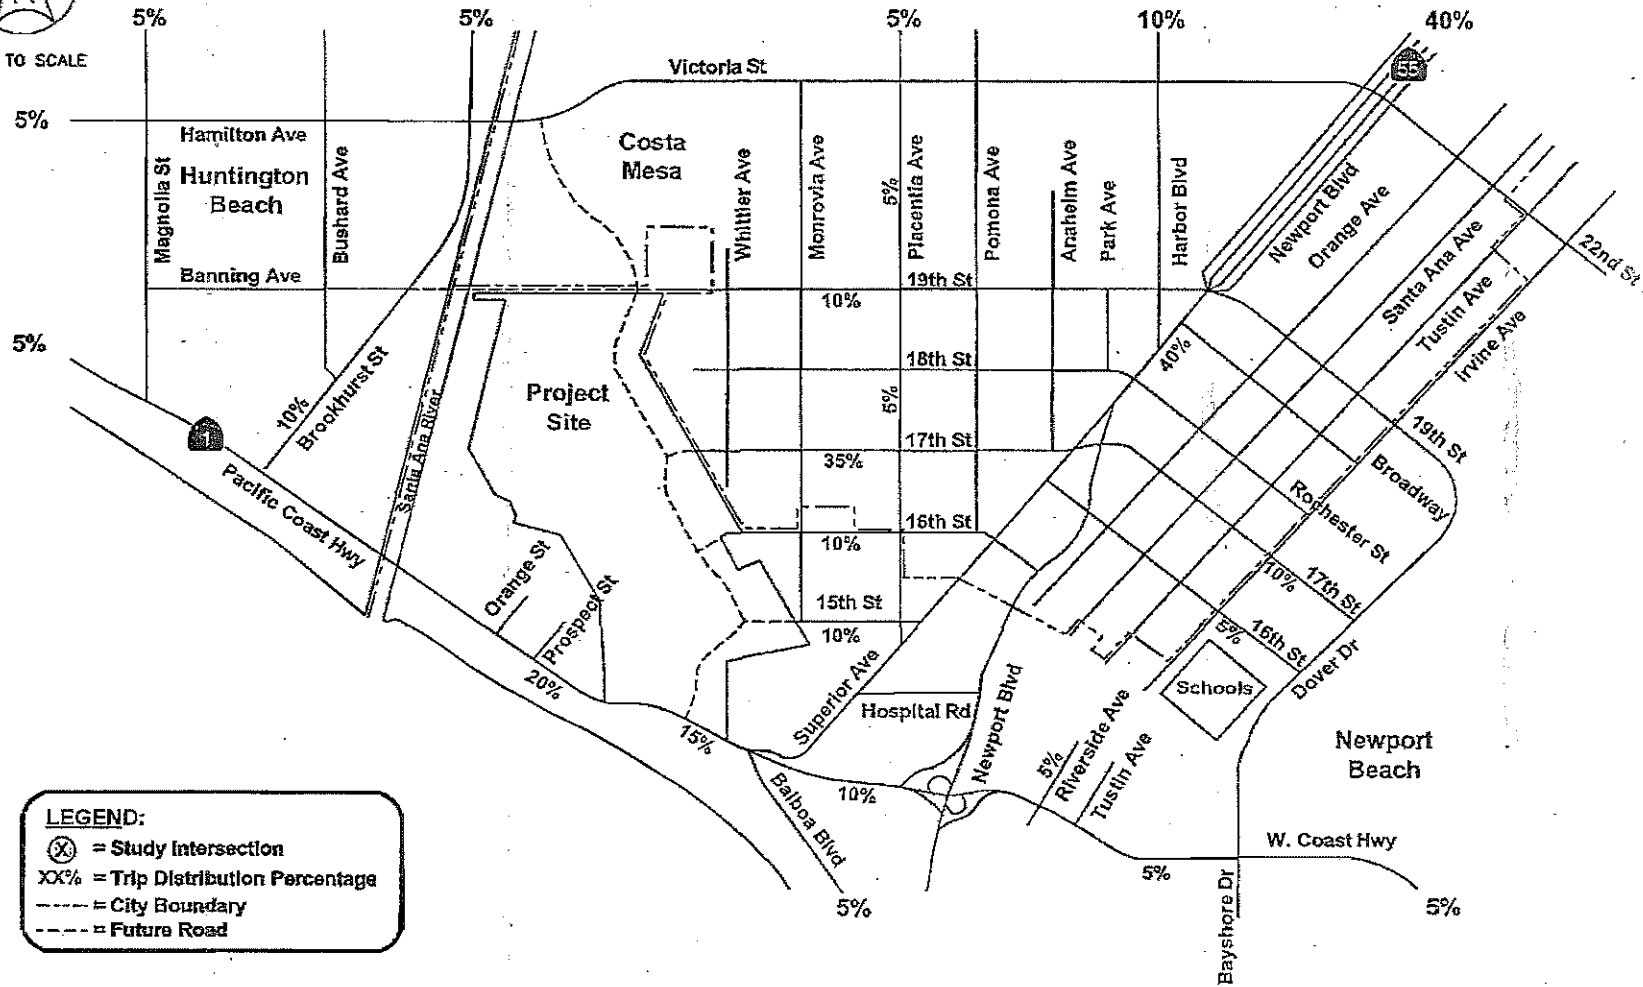 5%
5%
5%
10%
40%
TO SCALE
Victoria St
55
5%
Hamilton Ave
Huntington
Beach
Costa
Mesa
Magnolia St
Bushard Ave
Whittier Ave
Monrovia Ave
Placentia Ave
5%
Pomona Ave
Anaheim Ave
Park Ave
Harbor Blvd
Newport Blvd
Orange Ave
Santa Ana Ave
Tustin Ave
Irvine Ave
22nd St
Banning Ave
19th St
10%
5%
18th St
40%
Project
Site
5%
10%
Brookhurst St
Santa Ana River
1
Pacific Coast Hwy
17th St
35%
19th St
Broadway
Rochester St
16th St
10%
10%
17th St
Orange St
Prospect St
15th St
10%
5%
16th St
Dover Dr
20%
Schools
Superior Ave
Hospital Rd
15%
Newport Blvd
5%
Riverside Ave
Tustin Ave
Newport
Beach
10%
Balboa Blvd
W. Coast Hwy
5%
5%
5%
Bayshore Dr
LEGEND:
X = Study Intersection
XX% = Trip Distribution Percentage
= City Boundary
= Future Road